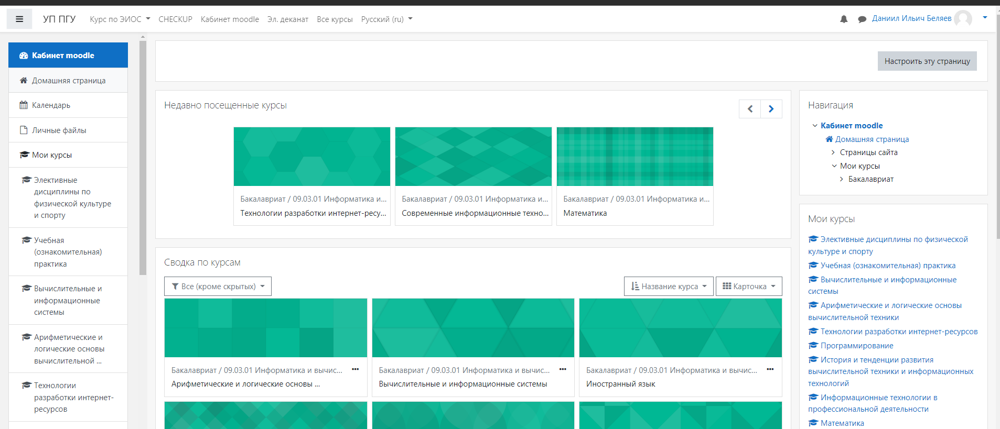 УП ПГУ
Курс по ЭИОС
CHECKUP
Кабинет moodle
Эл. деканат
Все курсы
Русский (ru)
Даниил Ильич Беляев
Кабинет moodle
Домашняя страница
Календарь
Личные файлы
Мои курсы
Элективные
дисциплины по
физической культуре
и спорту
Учебная
(ознакомительная)
практика
Вычислительные и
информационные
системы
Арифметические и
логические основы
вычислительной ...
Технологии
разработки интернет-
ресурсов
Настроить эту страницу
Недавно посещенные курсы
Бакалавриат / 09.03.01 Информатика и...
Технологии разработки интернет-ресу...
Бакалавриат / 09.03.01 Информатика и...
Современные информационные техно...
Бакалавриат / 09.03.01 Информатика и...
Математика
Сводка по курсам
Все (кроме скрытых)
Название курса
Карточка
Бакалавриат / 09.03.01 Информатика и вычис...
Арифметические и логические основы ...
Бакалавриат / 09.03.01 Информатика и вычис...
Вычислительные и информационные системы
Бакалавриат / 09.03.01 Информатика и вычис...
Иностранный язык
Навигация
Кабинет moodle
Домашняя страница
Страницы сайта
Мои курсы
Бакалавриат
Мои курсы
Элективные дисциплины по физической
культуре и спорту
Учебная (ознакомительная) практика
Вычислительные и информационные
системы
Арифметические и логические основы
вычислительной техники
Технологии разработки интернет-ресурсов
Программирование
История и тенденции развития
вычислительной техники и информационных
технологий
Информационные технологии в
профессиональной деятельности
Математика